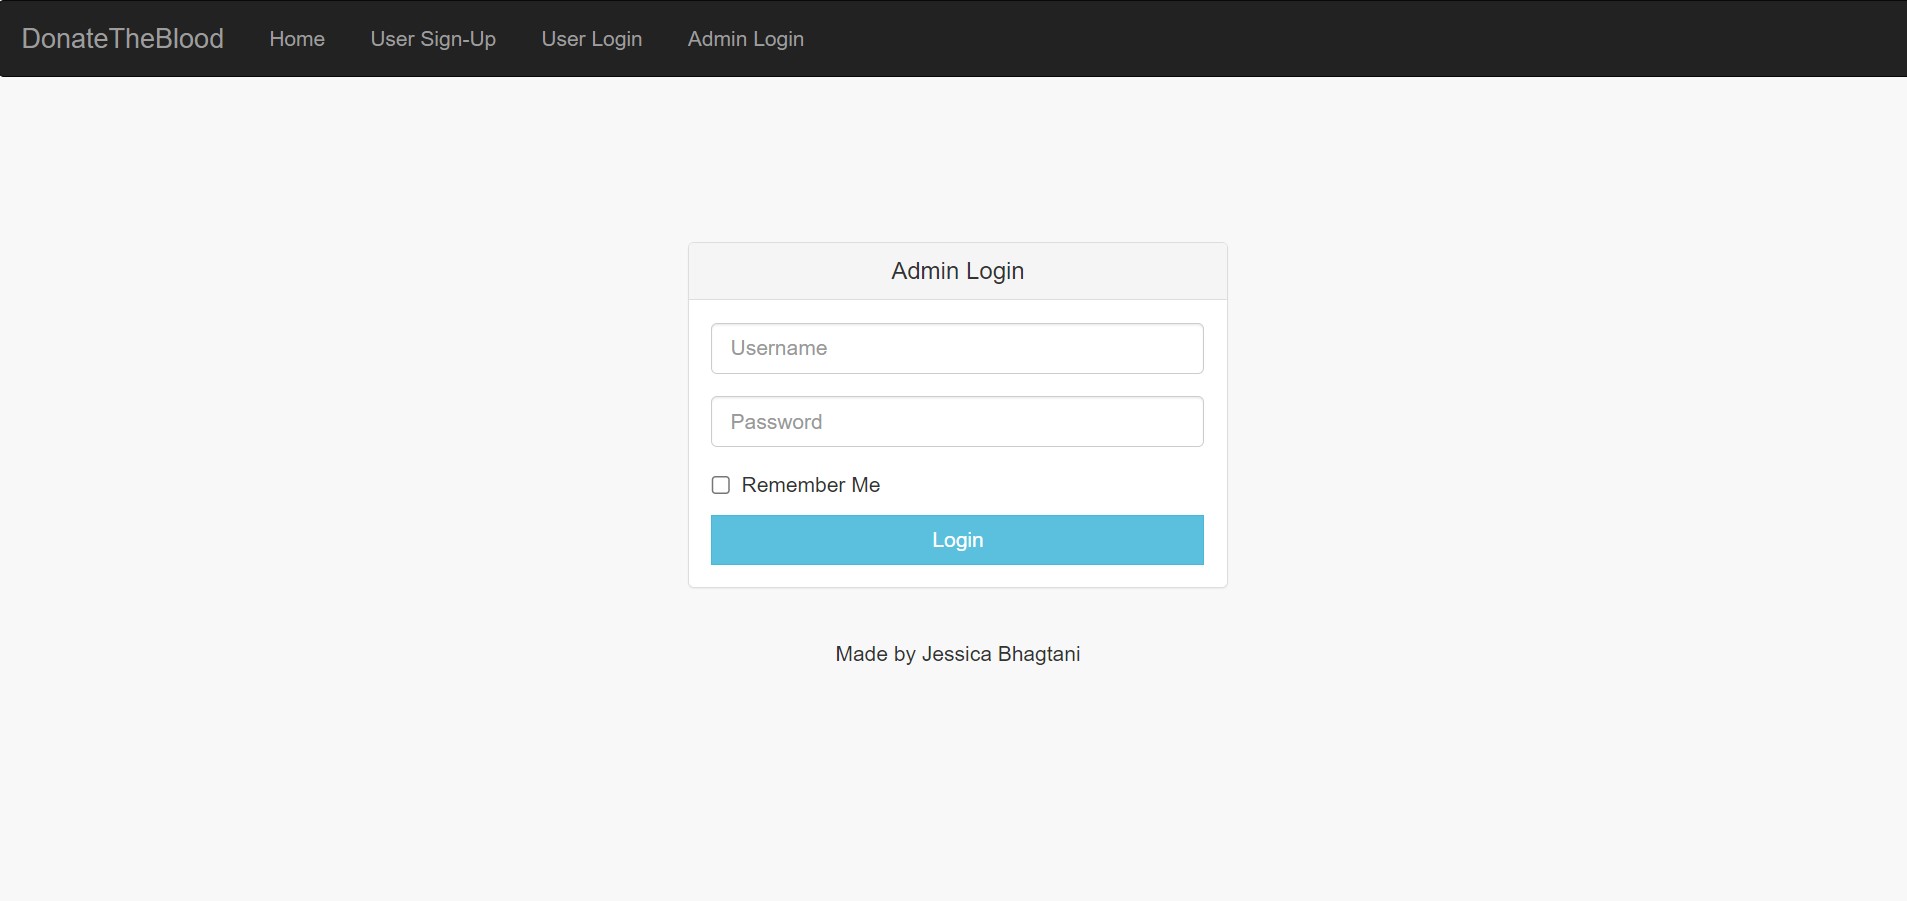 DonateTheBlood Home User Sign-Up User Login Admin Login
Admin Login
Username
Password
Remember Me
Login
Made by Jessica Bhagtani